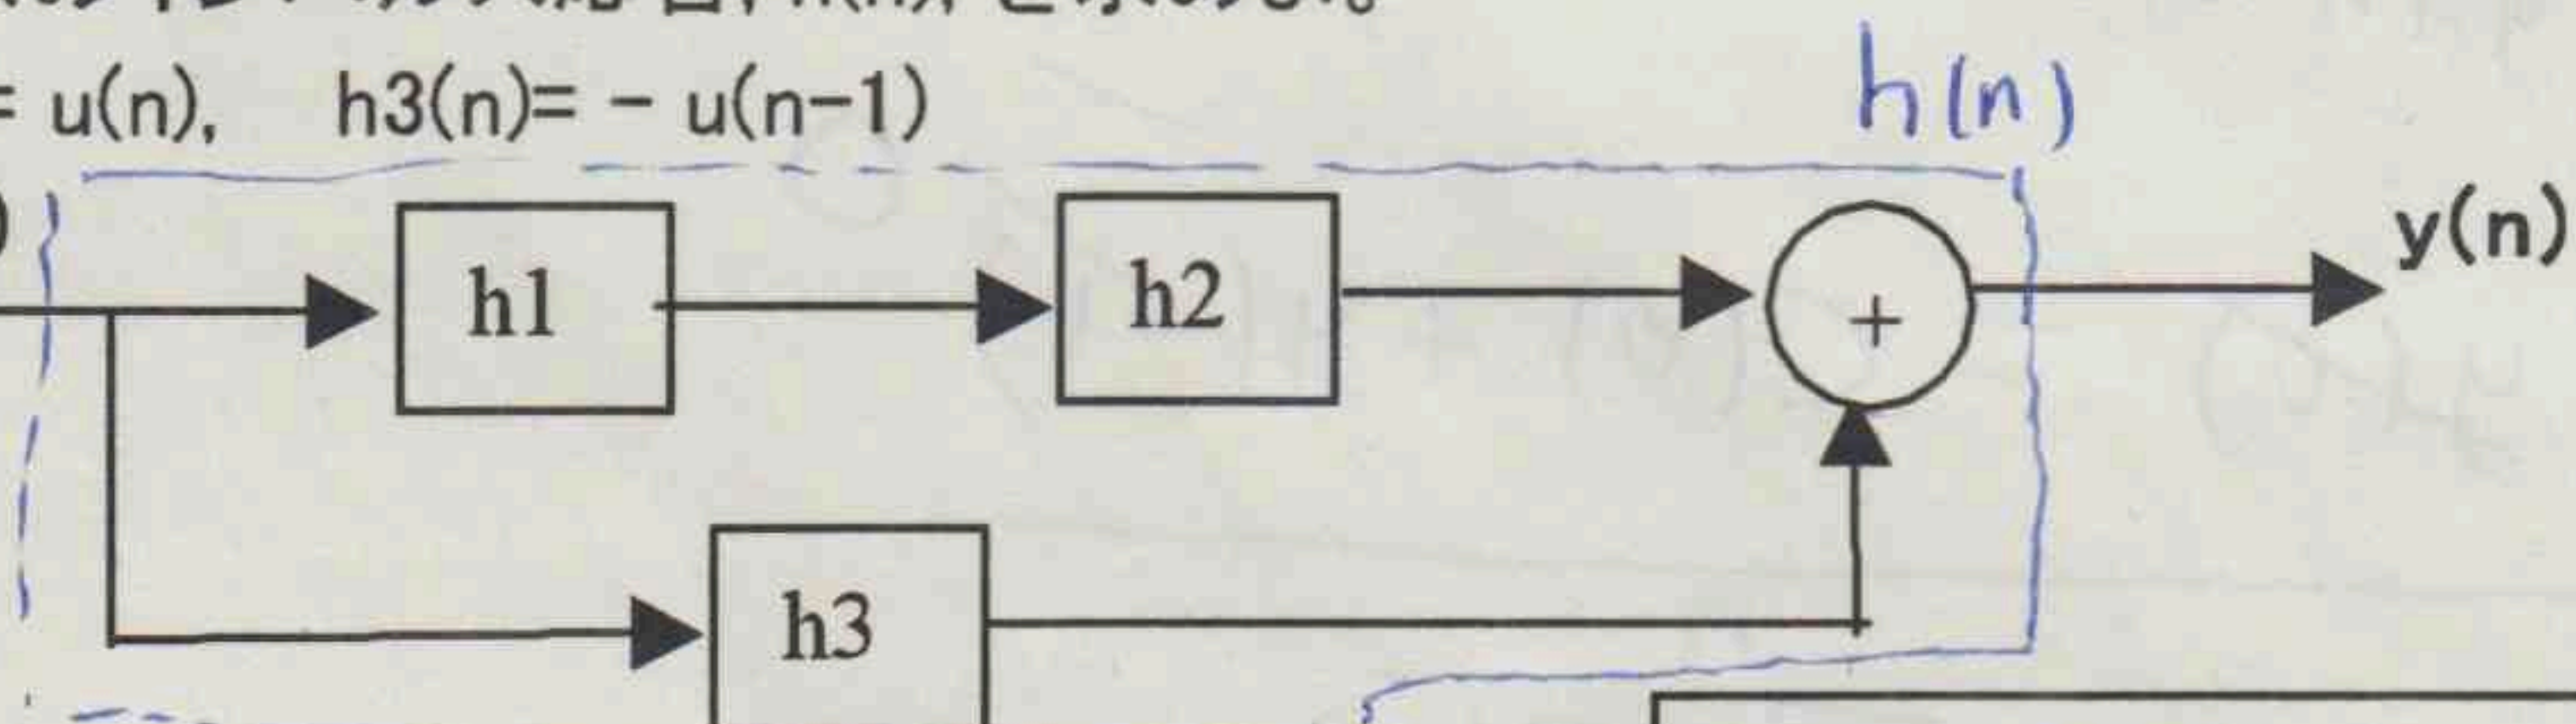 h(n)
= u(n), h3(n)= - u(n-1)
)
h1
h2
+
y(n)
h3